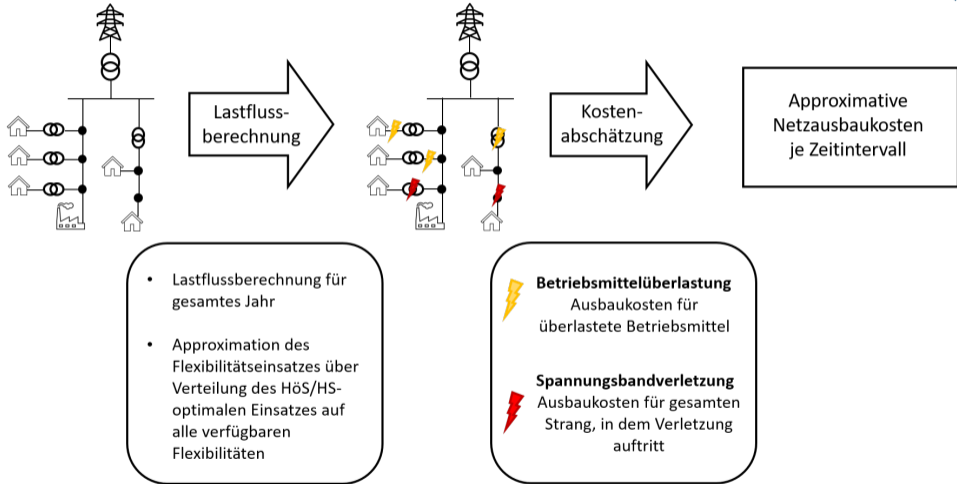 Lastfluss-
berechnung
Kosten-
abschätzung
Approximative
Netzausbaukosten
je Zeitintervall
• Lastflussberechnung für
gesamtes Jahr
• Approximation des
Flexibilitätseinsatzes über
Verteilung des HöS/HS-
optimalen Einsatzes auf
alle verfügbaren
Flexibilitäten
Betriebsmittelüberlastung
Ausbaukosten für
überlastete Betriebsmittel
Spannungsbandverletzung
Ausbaukosten für gesamten
Strang, in dem Verletzung
auftritt